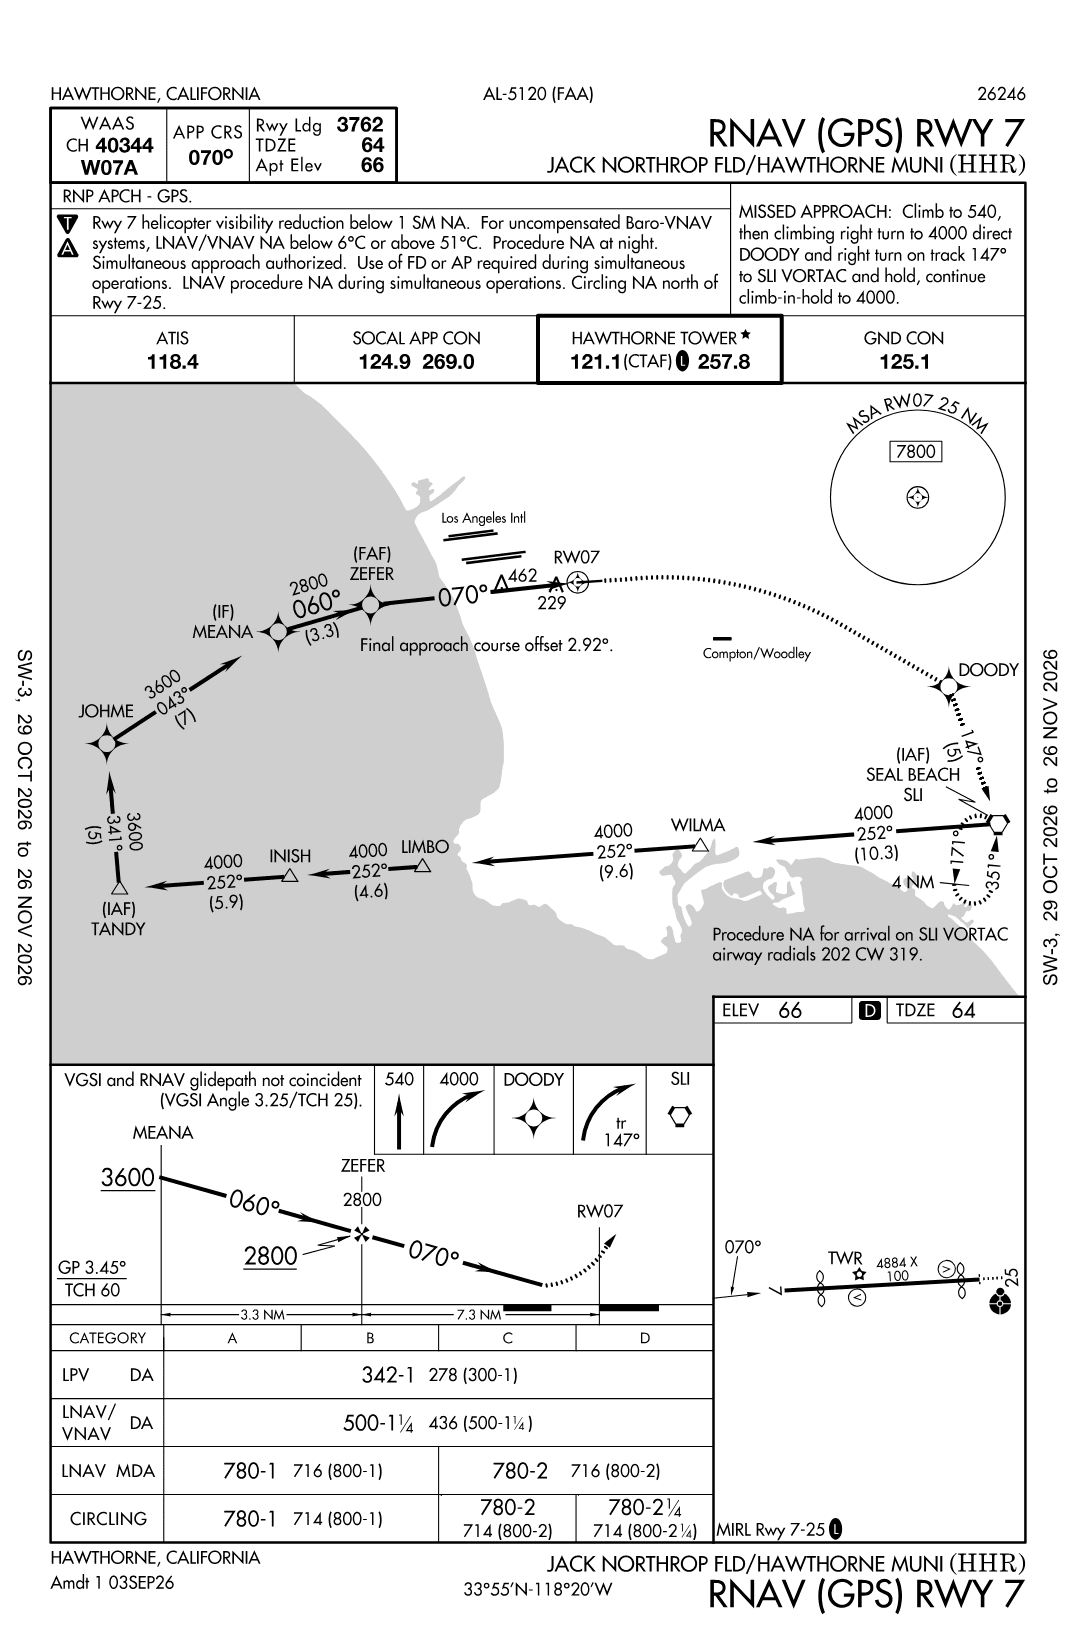 HAWTHORNE, CALIFORNIA
AL-5120 (FAA)
26246
WAAS
CH 40344
W07A
APP CRS
070°
Rwy Ldg 3762
TDZE 64
Apt Elev 66
RNAV (GPS) RWY 7
JACK NORTHROP FLD/HAWTHORNE MUNI (HHR)
RNP APCH - GPS.
T
A
Rwy 7 helicopter visibility reduction below 1 SM NA. For uncompensated Baro-VNAV
systems, LNAV/VNAV NA below 6°C or above 51°C. Procedure NA at night.
Simultaneous approach authorized. Use of FD or AP required during simultaneous
operations. LNAV procedure NA during simultaneous operations. Circling NA north of
Rwy 7-25.
MISSED APPROACH: Climb to 540,
then climbing right turn to 4000 direct
DOODY and right turn on track 147°
to SLI VORTAC and hold, continue
climb-in-hold to 4000.
ATIS
118.4
SOCAL APP CON
124.9 269.0
HAWTHORNE TOWER★
121.1 (CTAF) L 257.8
GND CON
125.1
MSA RW07 25 NM
7800
Los Angeles Intl
(FAF)
ZEFER
RW07
462
229
070°
2800
060°
(3.3)
(IF)
MEANA
Final approach course offset 2.92°.
Compton/Woodley
DOODY
3600
043°
(7)
JOHME
147°
(5)
(IAF)
SEAL BEACH
SLI
3600
341°
(5)
4000
252°
(5.9)
INISH
4000
252°
(4.6)
LIMBO
4000
252°
(9.6)
WILMA
4000
252°
(10.3)
171°
351°
4 NM
(IAF)
TANDY
Procedure NA for arrival on SLI VORTAC
airway radials 202 CW 319.
SW-3, 29 OCT 2026 to 26 NOV 2026
SW-3, 29 OCT 2026 to 26 NOV 2026
ELEV 66
D
TDZE 64
VGSI and RNAV glidepath not coincident
(VGSI Angle 3.25/TCH 25).
540
4000
DOODY
tr
147°
SLI
MEANA
3600
060°
ZEFER
2800
2800
070°
RW07
GP 3.45°
TCH 60
3.3 NM
7.3 NM
070°
TWR
4884 X
100
7
25
V
V
CATEGORY A B C D
LPV DA 342-1 278 (300-1)
LNAV/
VNAV DA 500-1¼ 436 (500-1¼)
LNAV MDA 780-1 716 (800-1) 780-2 716 (800-2)
CIRCLING 780-1 714 (800-1) 780-2 714 (800-2) 780-2¼ 714 (800-2¼)
MIRL Rwy 7-25 L
HAWTHORNE, CALIFORNIA
Amdt 1 03SEP26
33°55'N-118°20'W
JACK NORTHROP FLD/HAWTHORNE MUNI (HHR)
RNAV (GPS) RWY 7